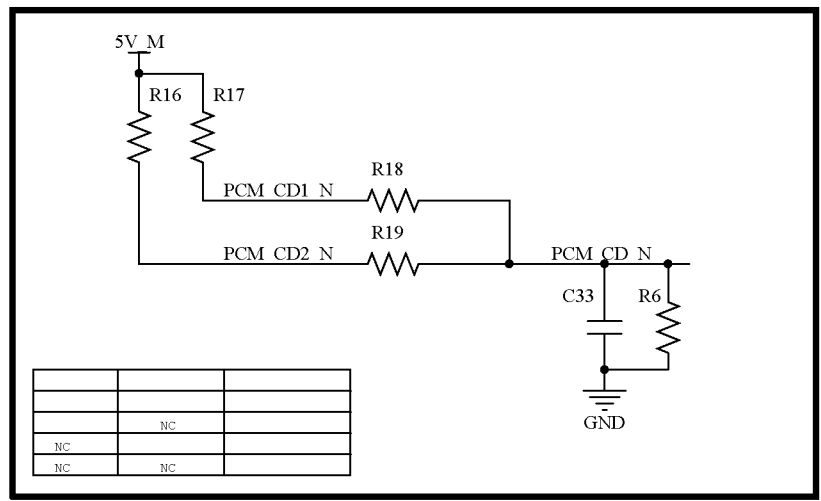 5V_M
R16 R17
R18
PCM_CD1_N
R19
PCM_CD2_N PCM_CD_N
C33 R6
GND
NC
NC
NC NC